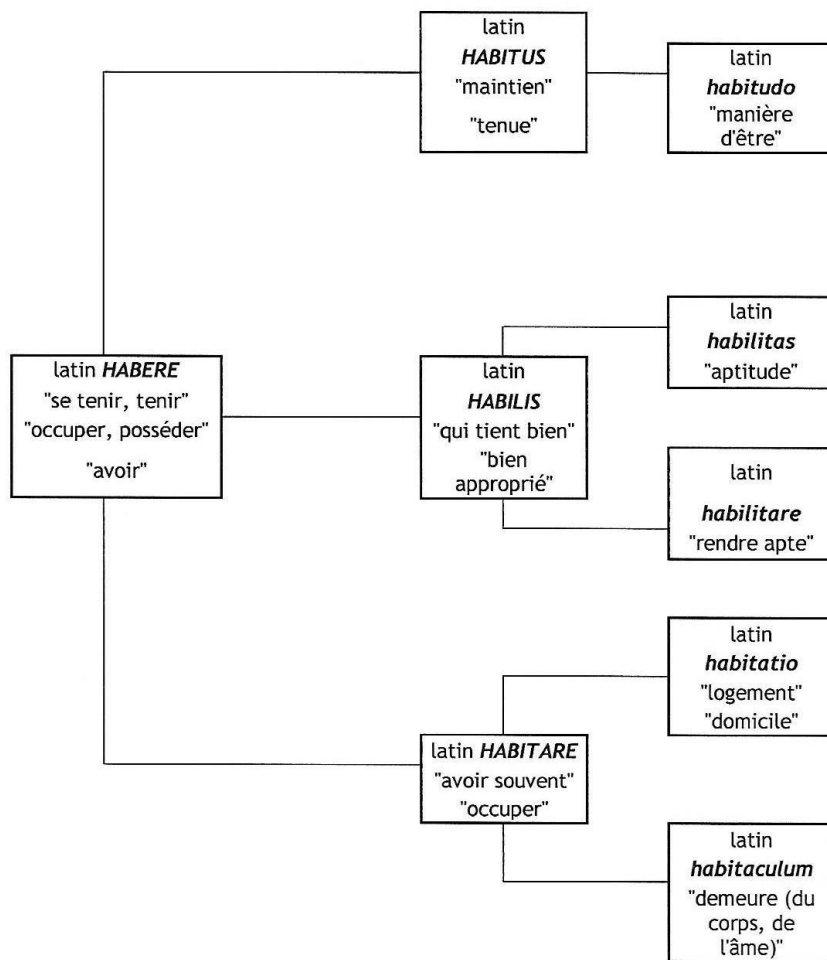 latin
HABITUS
"maintien"
"tenue"
latin
habitudo
"manière
d'être"
latin
habilitas
"aptitude"
latin HABERE
"se tenir, tenir"
"occuper, posséder"
"avoir"
latin
HABILIS
"qui tient bien"
"bien
approprié"
latin
habilitare
"rendre apte"
latin
habitatio
"logement"
"domicile"
latin HABITARE
"avoir souvent"
"occuper"
latin
habitaculum
"demeure (du
corps, de
l'âme)"